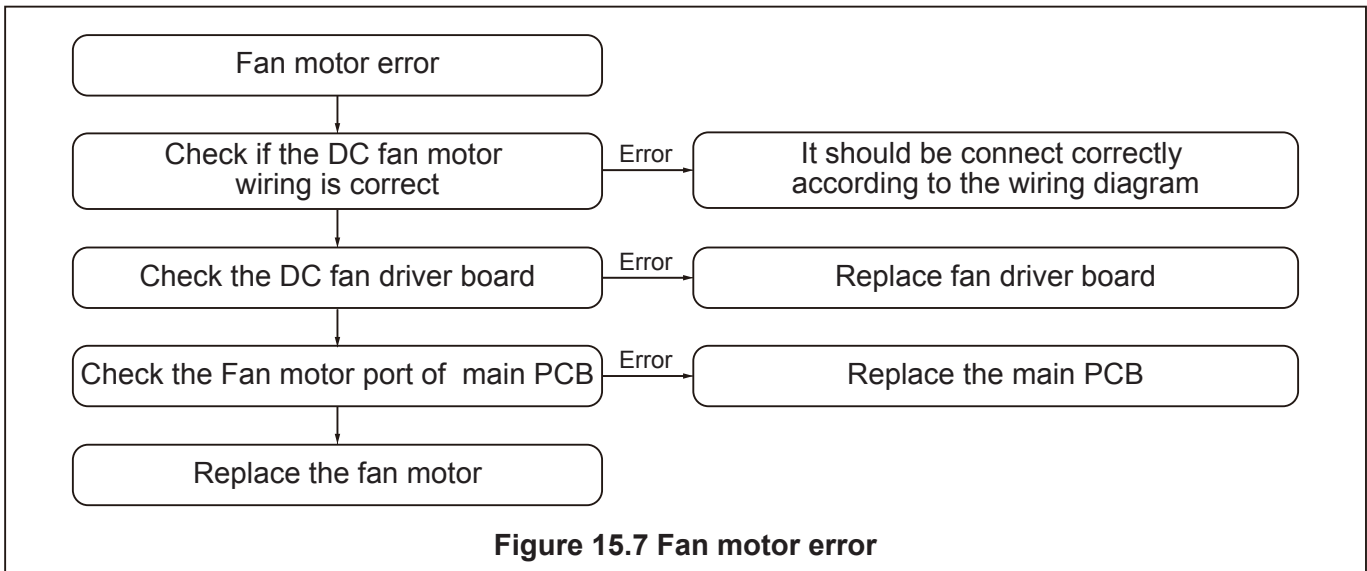 Fan motor error
Check if the DC fan motor
wiring is correct
Error
It should be connect correctly
according to the wiring diagram
Check the DC fan driver board
Error
Replace fan driver board
Check the Fan motor port of main PCB
Error
Replace the main PCB
Replace the fan motor
Figure 15.7 Fan motor error